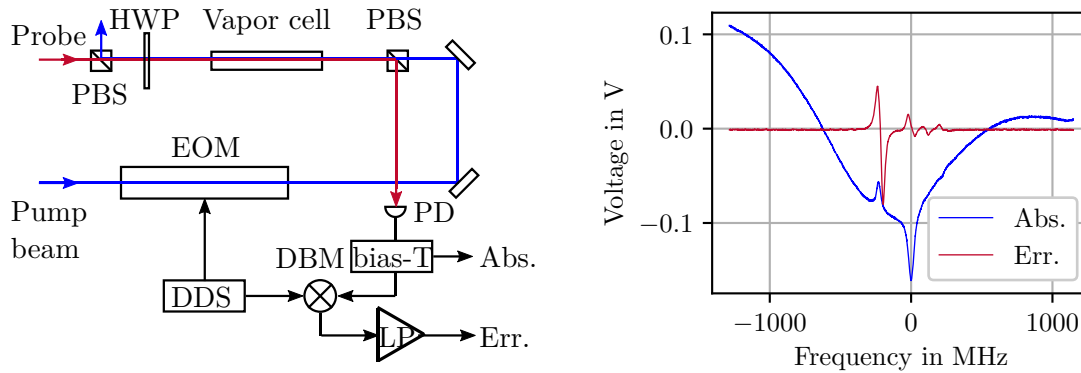 HWP Vapor cell PBS
Probe
PBS
EOM
Pump
beam
PD
DBM bias-T Abs.
DDS
LP Err.
Voltage in V
0.1
0.0
−0.1
Abs.
Err.
−1000 0 1000
Frequency in MHz